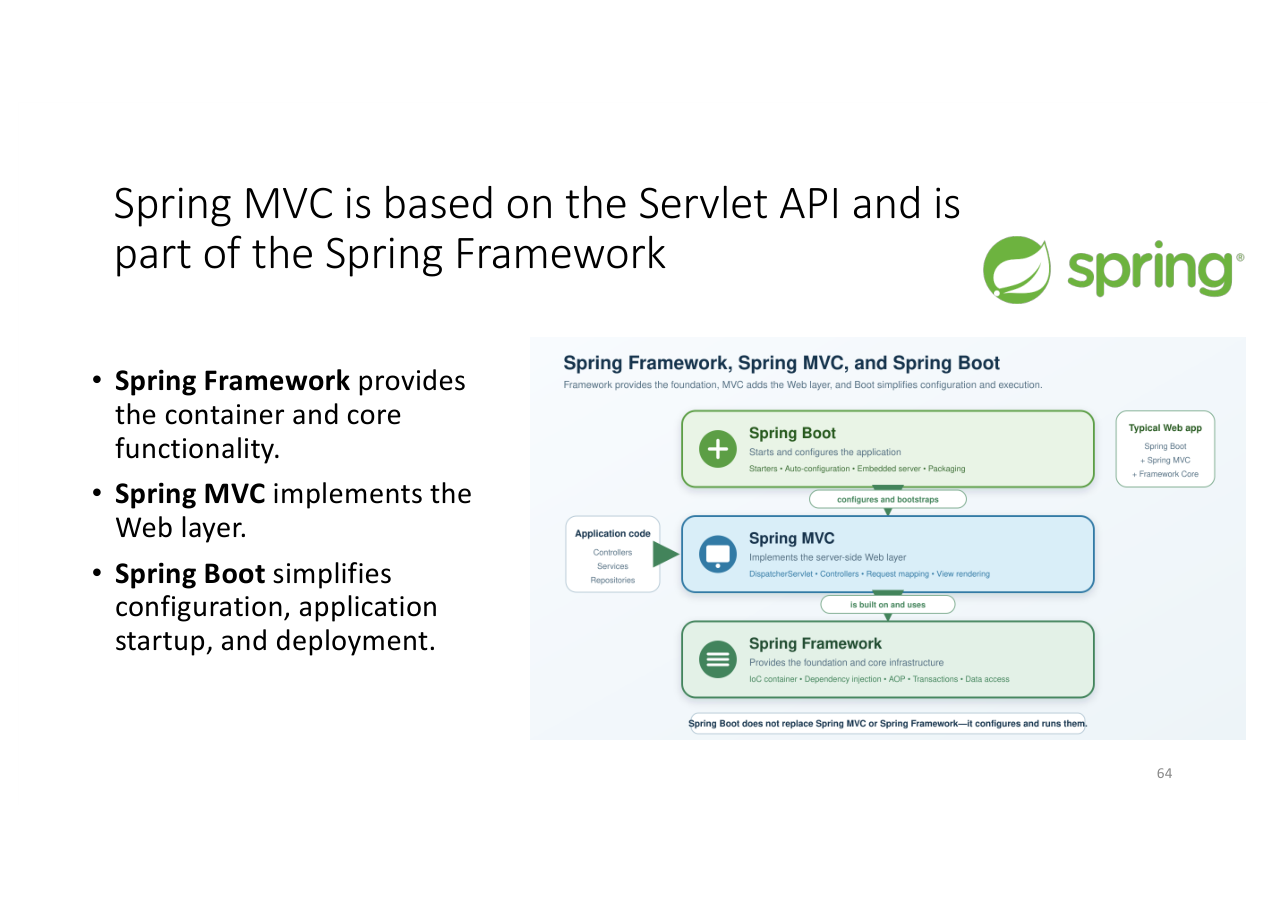 Spring MVC is based on the Servlet API and is
part of the Spring Framework
spring®
• Spring Framework provides
the container and core
functionality.
• Spring MVC implements the
Web layer.
• Spring Boot simplifies
configuration, application
startup, and deployment.
Spring Framework, Spring MVC, and Spring Boot
Framework provides the foundation, MVC adds the Web layer, and Boot simplifies configuration and execution.
Spring Boot
Starts and configures the application
Starters • Auto-configuration • Embedded server • Packaging
Typical Web app
Spring Boot
+ Spring MVC
+ Framework Core
configures and bootstraps
Application code
Controllers
Services
Repositories
Spring MVC
Implements the server-side Web layer
DispatcherServlet • Controllers • Request mapping • View rendering
is built on and uses
Spring Framework
Provides the foundation and core infrastructure
IoC container • Dependency injection • AOP • Transactions • Data access
Spring Boot does not replace Spring MVC or Spring Framework—it configures and runs them.
64